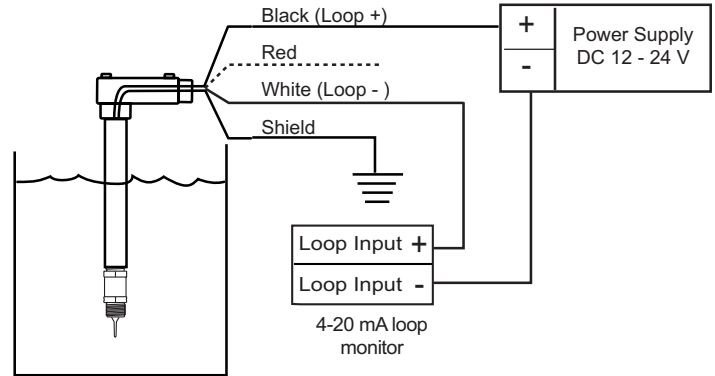 Black (Loop +)
+
Power Supply
DC 12 - 24 V
-
Red
White (Loop - )
Shield
Loop Input +
Loop Input -
4-20 mA loop
monitor